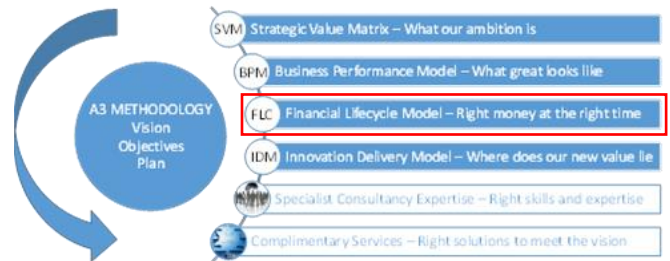 A3 METHODOLOGY
Vision
Objectives
Plan
SVM Strategic Value Matrix – What our ambition is
BPM Business Performance Model – What great looks like
FLC Financial Lifecycle Model – Right money at the right time
IDM Innovation Delivery Model – Where does our new value lie
Specialist Consultancy Expertise – Right skills and expertise
Complimentary Services – Right solutions to meet the vision